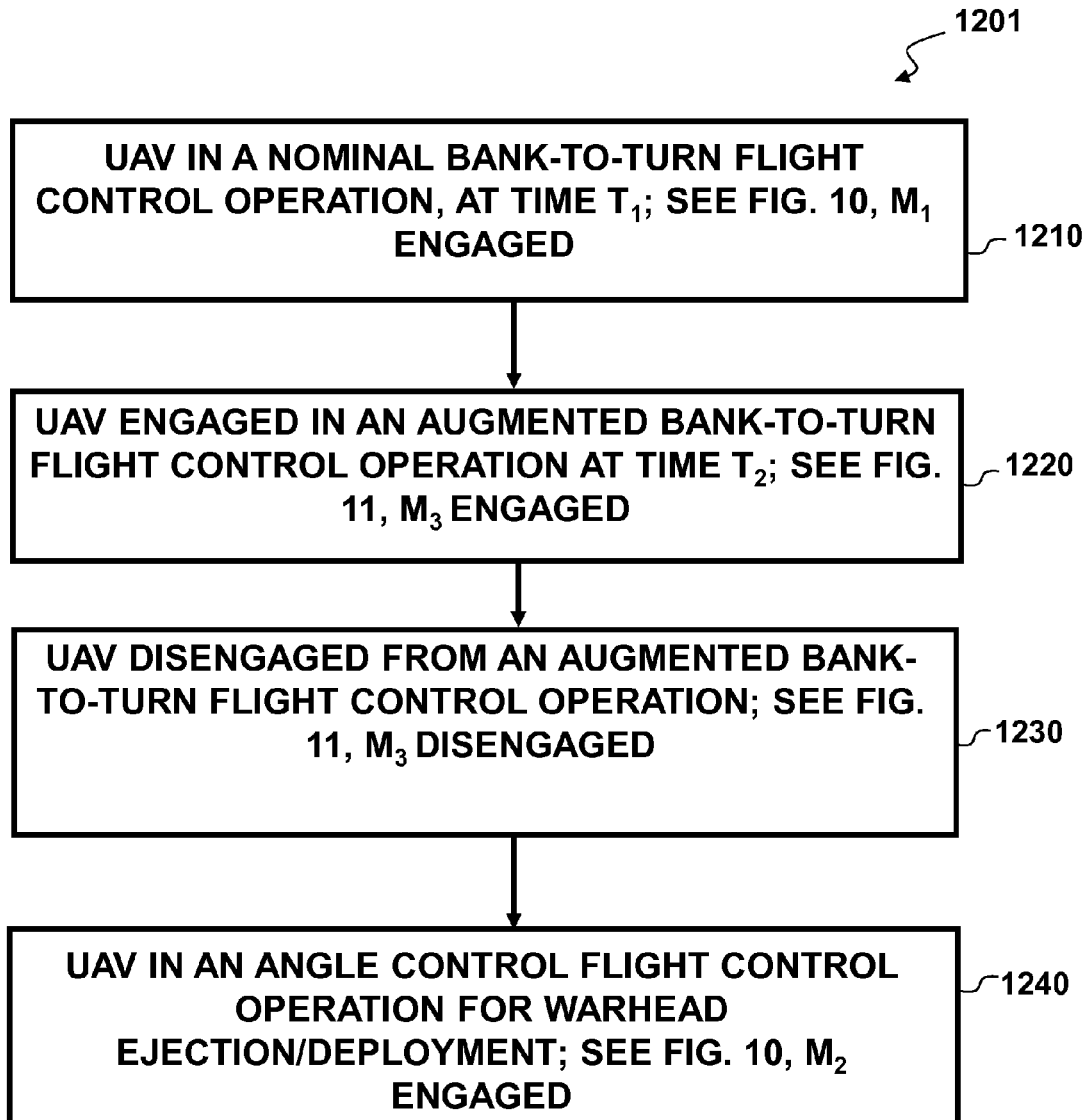 1201
UAV IN A NOMINAL BANK-TO-TURN FLIGHT
CONTROL OPERATION, AT TIME T₁; SEE FIG. 10, M₁
ENGAGED
1210
UAV ENGAGED IN AN AUGMENTED BANK-TO-TURN
FLIGHT CONTROL OPERATION AT TIME T₂; SEE FIG.
11, M₃ ENGAGED
1220
UAV DISENGAGED FROM AN AUGMENTED BANK-
TO-TURN FLIGHT CONTROL OPERATION; SEE FIG.
11, M₃ DISENGAGED
1230
UAV IN AN ANGLE CONTROL FLIGHT CONTROL
OPERATION FOR WARHEAD
EJECTION/DEPLOYMENT; SEE FIG. 10, M₂
ENGAGED
1240